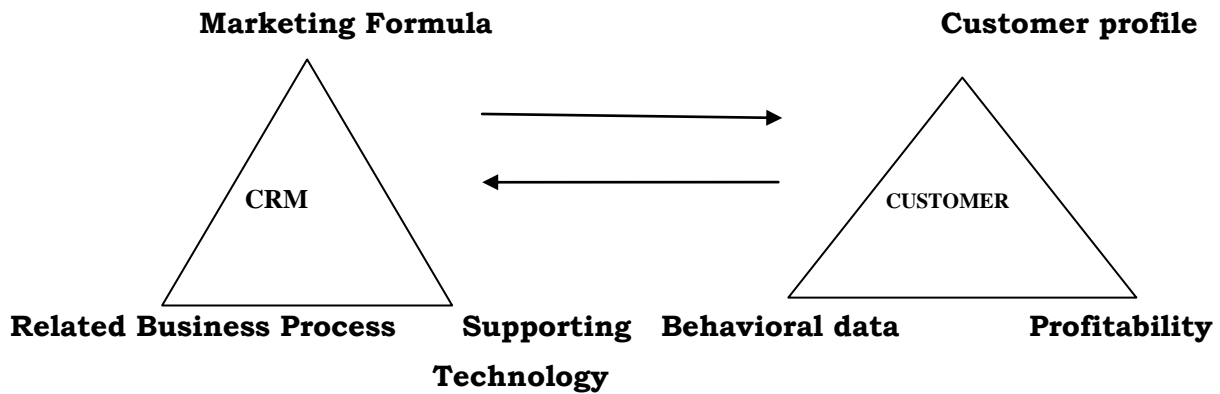 Marketing Formula
Customer profile
CRM
CUSTOMER
Related Business Process
Supporting
Technology
Behavioral data
Profitability